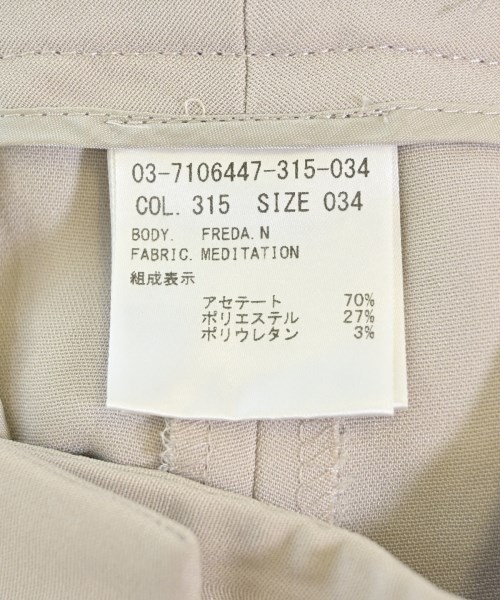 03-7106447-315-034
COL. 315 SIZE 034
BODY. FREDA.N
FABRIC. MEDITATION
組成表示
アセテート 70%
ポリエステル 27%
ポリウレタン 3%